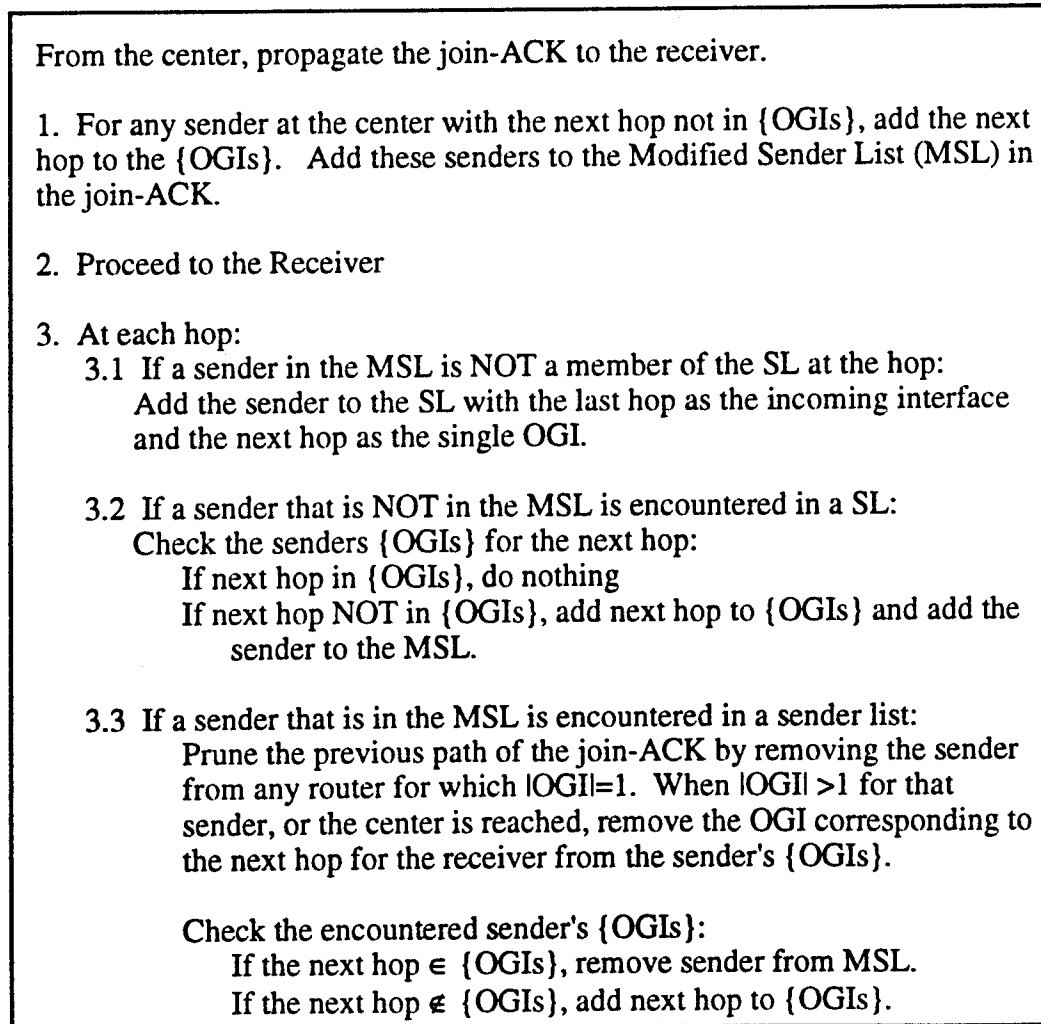 From the center, propagate the join-ACK to the receiver.
1. For any sender at the center with the next hop not in {OGIs}, add the next
hop to the {OGIs}. Add these senders to the Modified Sender List (MSL) in
the join-ACK.
2. Proceed to the Receiver
3. At each hop:
3.1 If a sender in the MSL is NOT a member of the SL at the hop:
Add the sender to the SL with the last hop as the incoming interface
and the next hop as the single OGI.
3.2 If a sender that is NOT in the MSL is encountered in a SL:
Check the senders {OGIs} for the next hop:
If next hop in {OGIs}, do nothing
If next hop NOT in {OGIs}, add next hop to {OGIs} and add the
sender to the MSL.
3.3 If a sender that is in the MSL is encountered in a sender list:
Prune the previous path of the join-ACK by removing the sender
from any router for which |OGI|=1. When |OGI| >1 for that
sender, or the center is reached, remove the OGI corresponding to
the next hop for the receiver from the sender's {OGIs}.
Check the encountered sender's {OGIs}:
If the next hop ∈ {OGIs}, remove sender from MSL.
If the next hop ∉ {OGIs}, add next hop to {OGIs}.